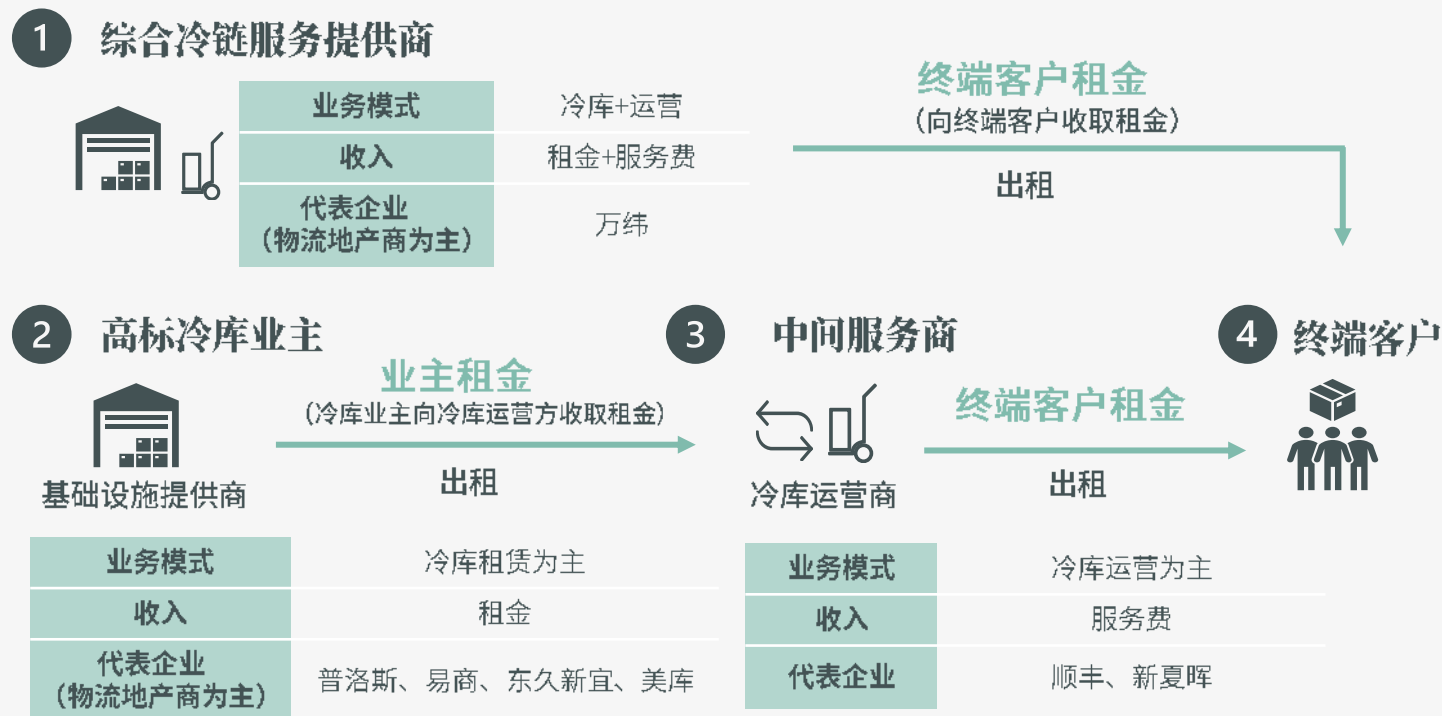 1 综合冷链服务提供商
业务模式 冷库+运营
收入 租金+服务费
代表企业
（物流地产商为主） 万纬
终端客户租金
（向终端客户收取租金）
出租
2 高标冷库业主
业主租金
（冷库业主向冷库运营方收取租金）
出租
基础设施提供商
业务模式 冷库租赁为主
收入 租金
代表企业
（物流地产商为主） 普洛斯、易商、东久新宜、美库
3 中间服务商
冷库运营商
终端客户租金
出租
业务模式 冷库运营为主
收入 服务费
代表企业 顺丰、新夏晖
4 终端客户